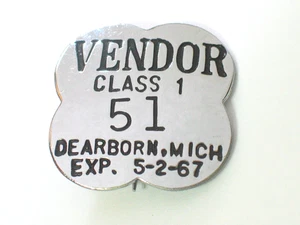 VENDOR
CLASS 1
51
DEARBORN, MICH
EXP. 5-2-67